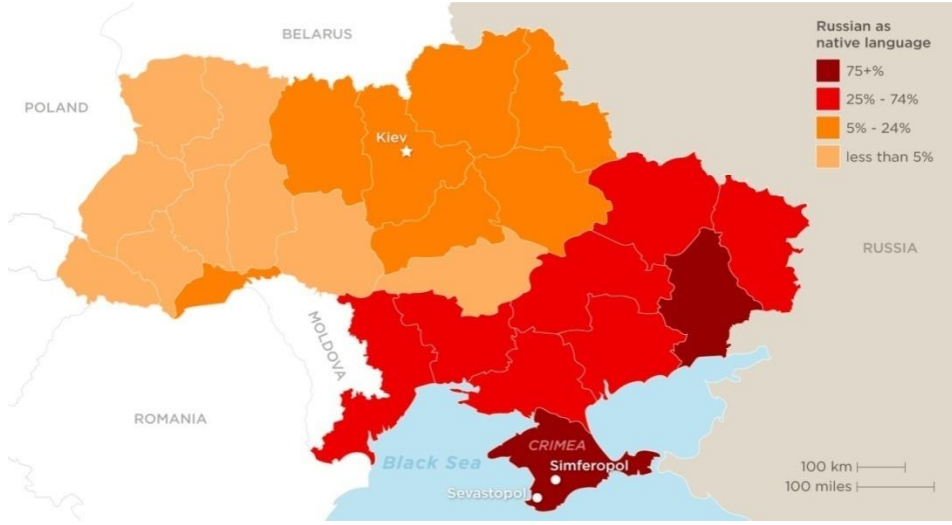 BELARUS
Russian as
native language
75+%
25% - 74%
5% - 24%
less than 5%
POLAND
Kiev
RUSSIA
MOLDOVA
ROMANIA
CRIMEA
Black Sea
Simferopol
Sevastopol
100 km
100 miles